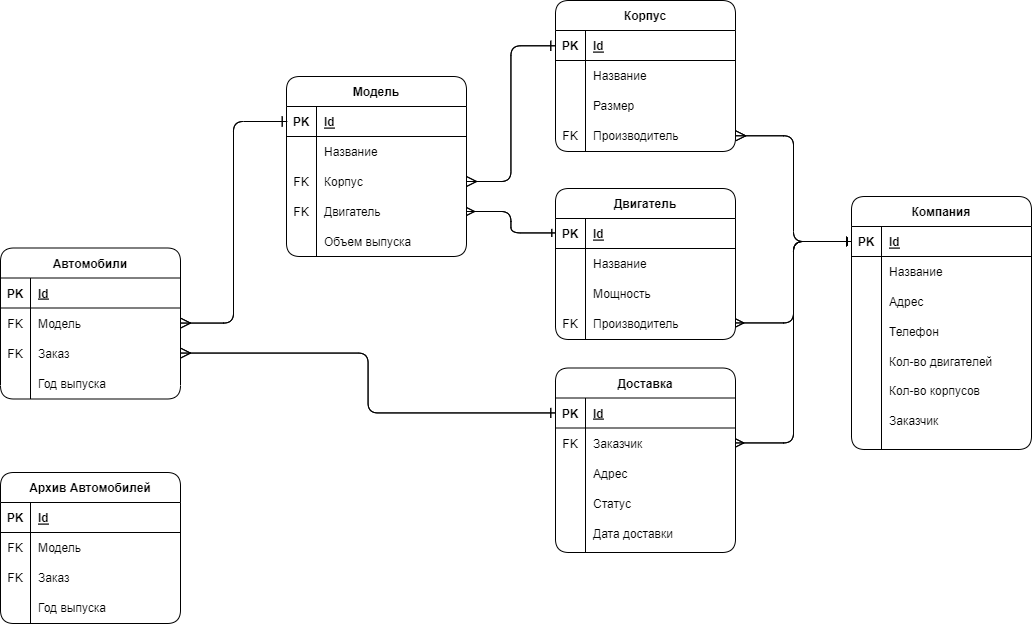 Корпус
PK Id
Название
Размер
FK Производитель
Модель
PK Id
Название
FK Корпус
FK Двигатель
Объем выпуска
Двигатель
PK Id
Название
Мощность
FK Производитель
Компания
PK Id
Название
Адрес
Телефон
Кол-во двигателей
Кол-во корпусов
Заказчик
Автомобили
PK Id
FK Модель
FK Заказ
Год выпуска
Доставка
PK Id
FK Заказчик
Адрес
Статус
Дата доставки
Архив Автомобилей
PK Id
FK Модель
FK Заказ
Год выпуска